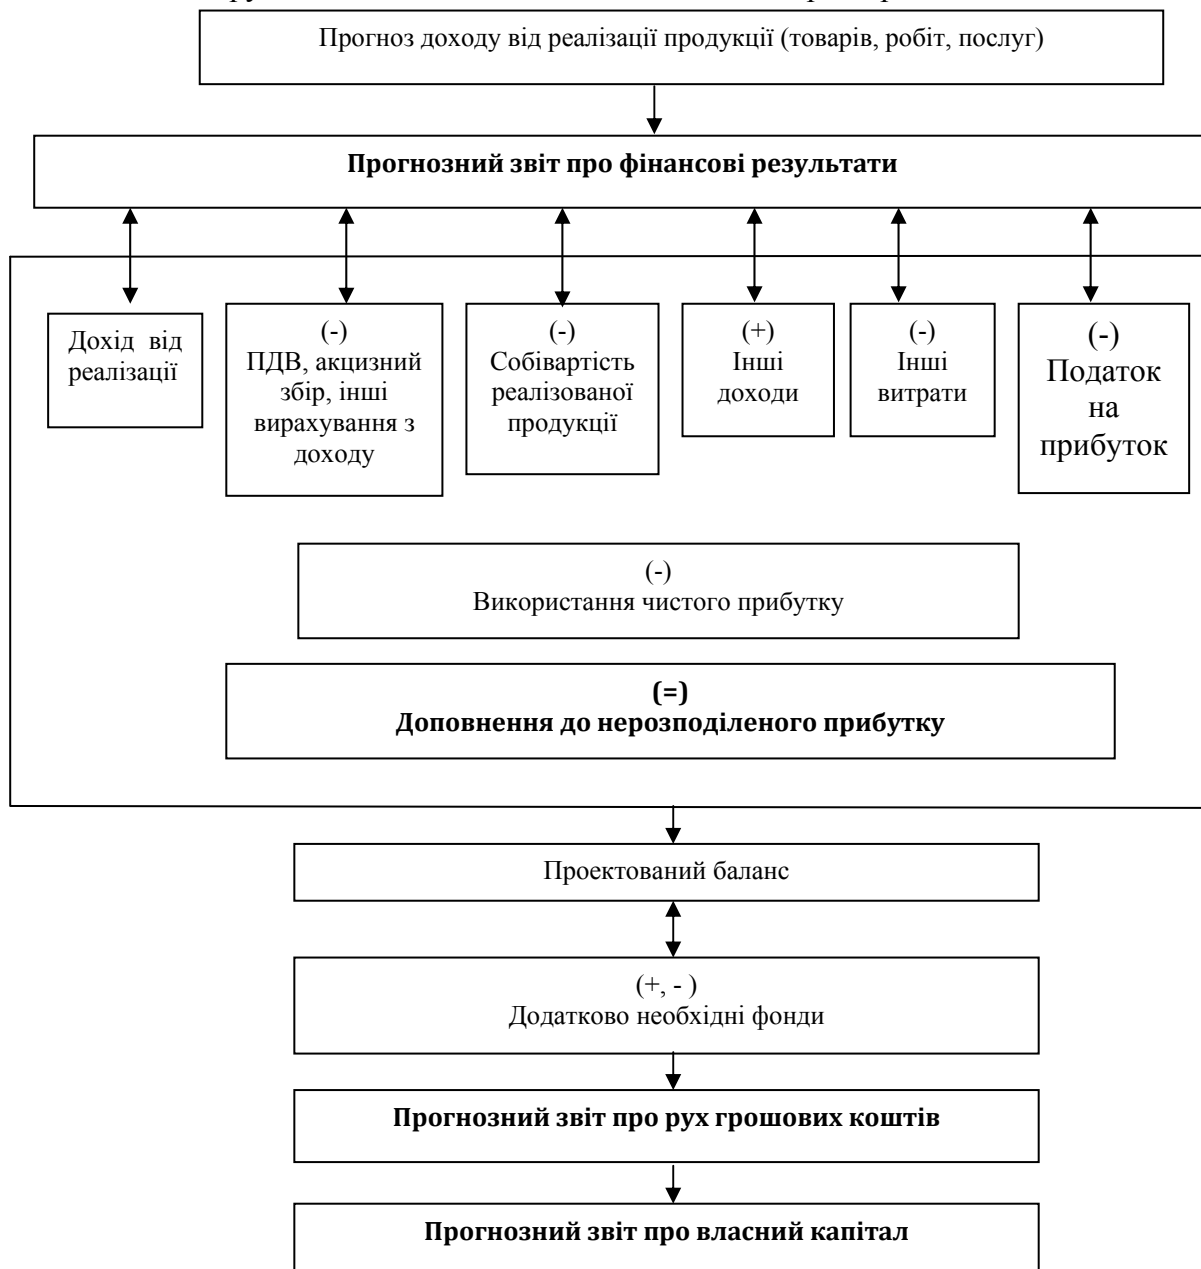 Прогноз доходу від реалізації продукції (товарів, робіт, послуг)
Прогнозний звіт про фінансові результати
Дохід від
реалізації
(-)
ПДВ, акцизний
збір, інші
вирахування з
доходу
(-)
Собівартість
реалізованої
продукції
(+)
Інші
доходи
(-)
Інші
витрати
(-)
Податок
на
прибуток
(-)
Використання чистого прибутку
(=)
Доповнення до нерозподіленого прибутку
Проектований баланс
(+, - )
Додатково необхідні фонди
Прогнозний звіт про рух грошових коштів
Прогнозний звіт про власний капітал